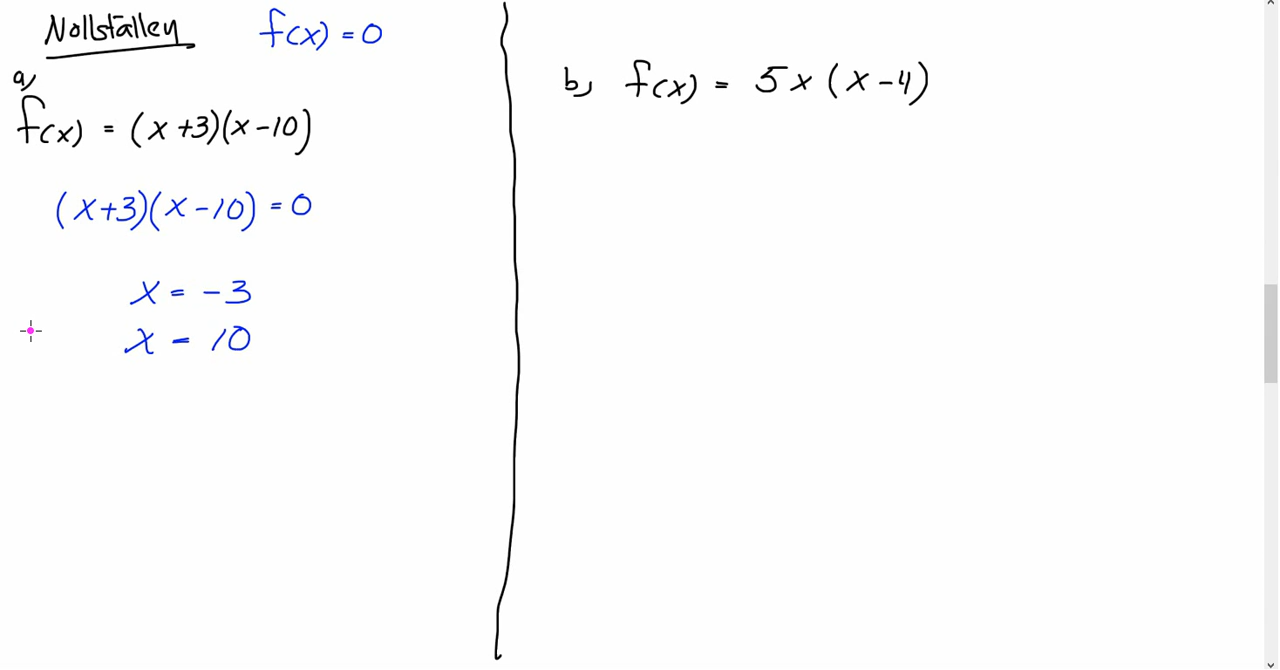 Nollställen f(x) = 0
a)
f(x) = (x+3)(x-10)
(x+3)(x-10) = 0
x = -3
x = 10
b) f(x) = 5x(x-4)